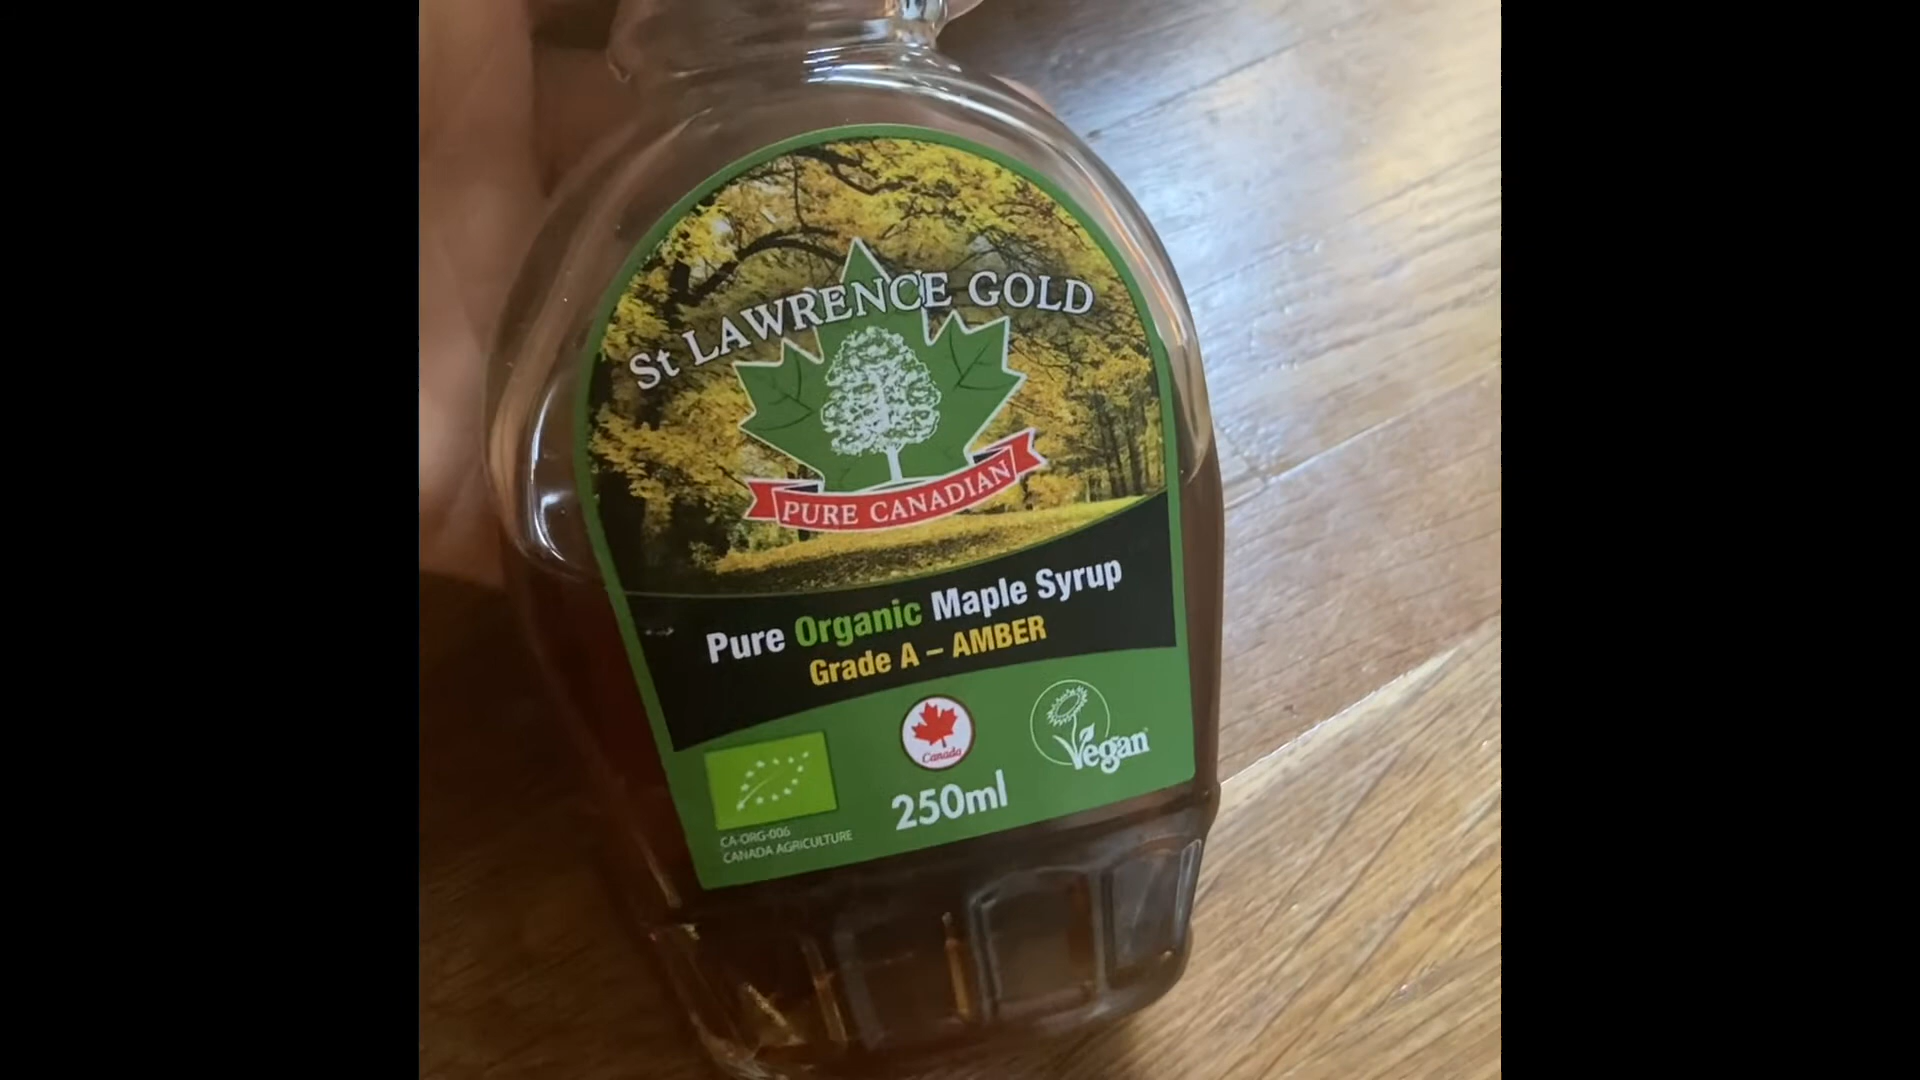 St LAWRENCE GOLD
PURE CANADIAN
Pure Organic Maple Syrup
Grade A – AMBER
Canada
Vegan
250ml
CA-ORG-006
CANADA AGRICULTURE